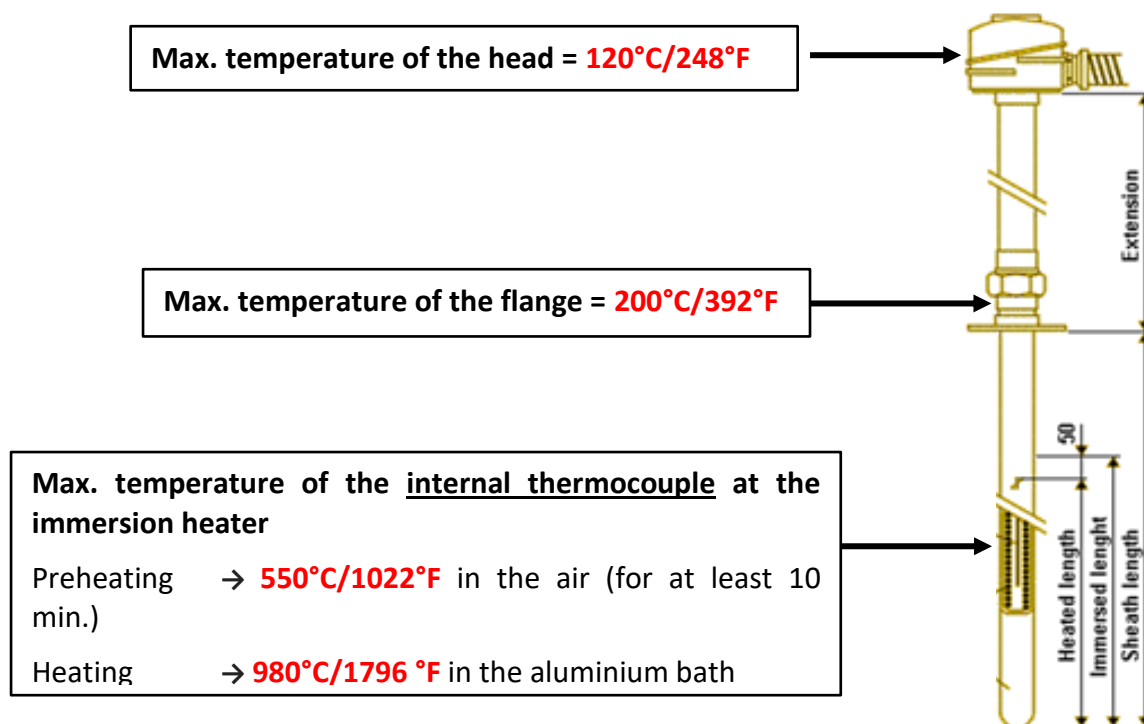 Max. temperature of the head = 120°C/248°F
Extension
Max. temperature of the flange = 200°C/392°F
50
Max. temperature of the internal thermocouple at the
immersion heater
Preheating → 550°C/1022°F in the air (for at least 10
min.)
Heating → 980°C/1796 °F in the aluminium bath
Heated length
Immersed lenght
Sheath length